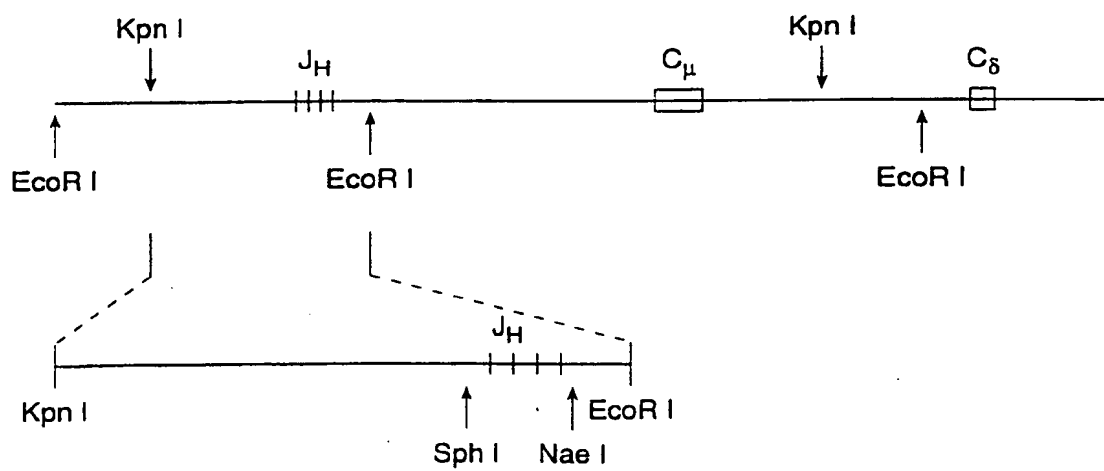 Kpn I
Kpn I
J_H
C_μ
C_δ
EcoR I
EcoR I
EcoR I
J_H
Kpn I
EcoR I
Sph I
Nae I